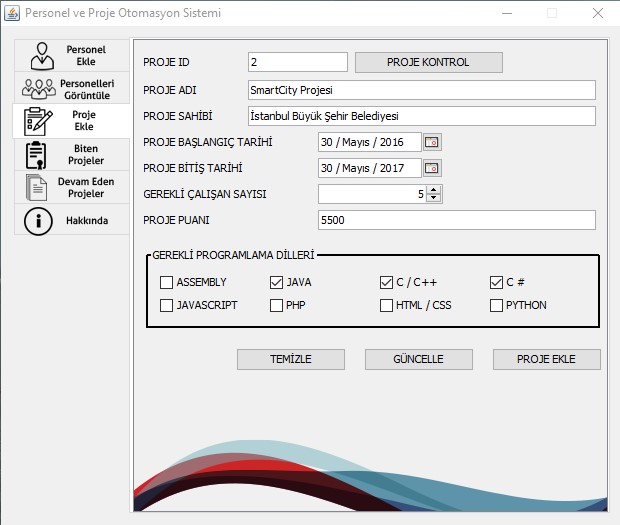 Personel ve Proje Otomasyon Sistemi
Personel
Ekle
Personelleri
Görüntüle
Proje
Ekle
Biten
Projeler
Devam Eden
Projeler
Hakkında
PROJE ID 2 PROJE KONTROL
PROJE ADI SmartCity Projesi
PROJE SAHİBİ İstanbul Büyük Şehir Belediyesi
PROJE BAŞLANGIÇ TARİHİ 30 / Mayıs / 2016
PROJE BİTİŞ TARİHİ 30 / Mayıs / 2017
GEREKLİ ÇALIŞAN SAYISI 5
PROJE PUANI 5500
GEREKLİ PROGRAMLAMA DİLLERİ
ASSEMBLY JAVA C / C++ C #
JAVASCRIPT PHP HTML / CSS PYTHON
TEMİZLE GÜNCELLE PROJE EKLE